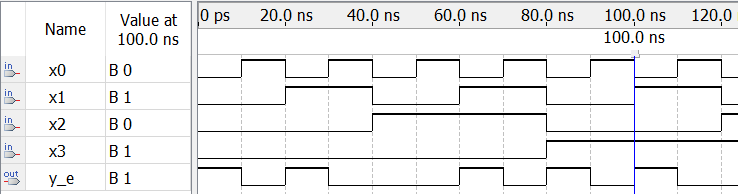 Name
Value at
100.0 ns
0 ps 20.0 ns 40.0 ns 60.0 ns 80.0 ns 100.0 ns 120.0
100.0 ns
in x0 B 0
in x1 B 1
in x2 B 0
in x3 B 1
out y_e B 1